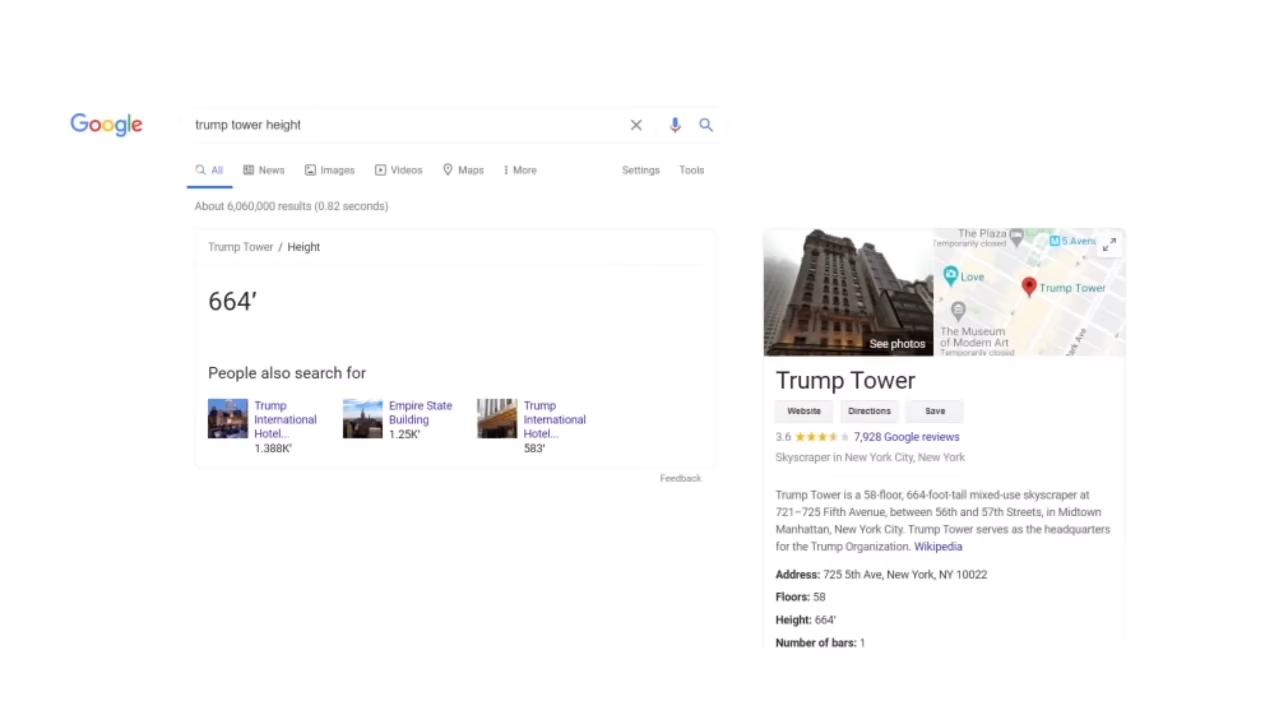 Google
trump tower height
All News Images Videos Maps More Settings Tools
About 6,060,000 results (0.82 seconds)
Trump Tower / Height
664′
People also search for
Trump
International
Hotel...
1.388K′
Empire State
Building
1.25K′
Trump
International
Hotel...
583′
Feedback
The Plaza
Temporarily closed
M 5 Avenu
Love
Trump Tower
The Museum
of Modern Art
Temporarily closed
Park Ave
See photos
Trump Tower
Website Directions Save
3.6 7,928 Google reviews
Skyscraper in New York City, New York
Trump Tower is a 58-floor, 664-foot-tall mixed-use skyscraper at
721–725 Fifth Avenue, between 56th and 57th Streets, in Midtown
Manhattan, New York City. Trump Tower serves as the headquarters
for the Trump Organization. Wikipedia
Address: 725 5th Ave, New York, NY 10022
Floors: 58
Height: 664′
Number of bars: 1